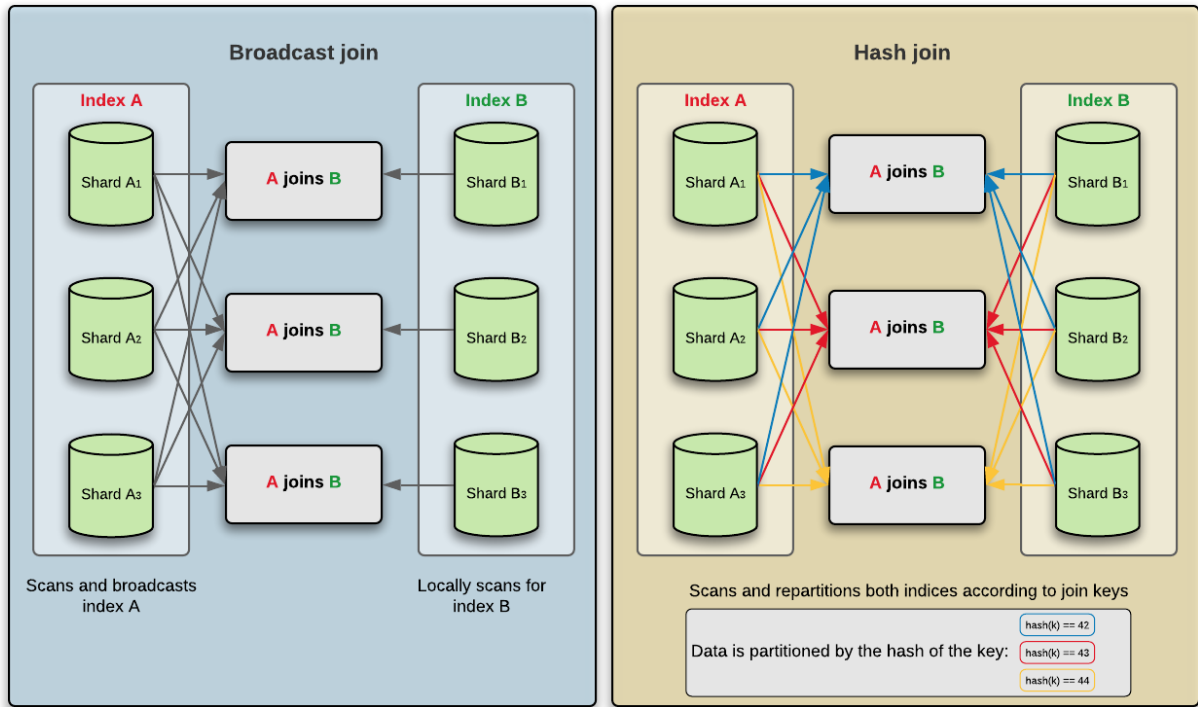 Broadcast join
Index A
Index B
Shard A1
A joins B
Shard B1
Shard A2
A joins B
Shard B2
Shard A3
A joins B
Shard B3
Scans and broadcasts
index A
Locally scans for
index B
Hash join
Index A
Index B
Shard A1
A joins B
Shard B1
Shard A2
A joins B
Shard B2
Shard A3
A joins B
Shard B3
Scans and repartitions both indices according to join keys
Data is partitioned by the hash of the key:
hash(k) == 42
hash(k) == 43
hash(k) == 44